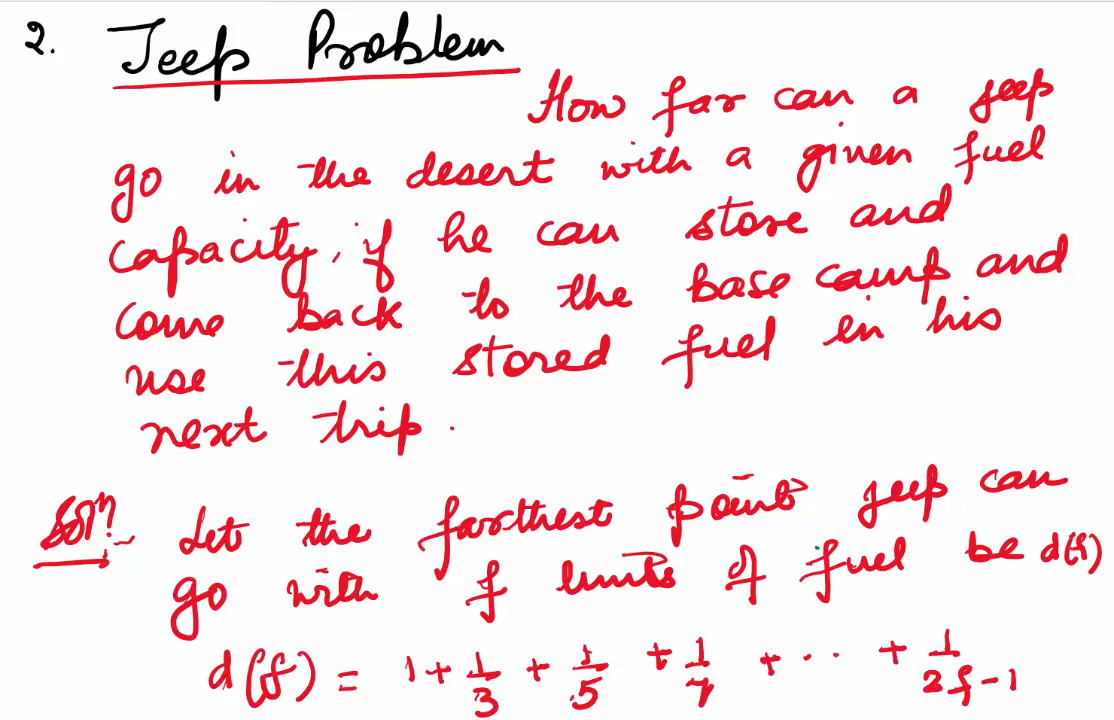 2. Jeep Problem
How far can a jeep
go in the desert with a given fuel
capacity, if he can store and
come back to the base camp and
use this stored fuel in his
next trip.
Solⁿ:- Let the farthest point jeep can
go with f units of fuel be d(f)
d(f) = 1 + 1/3 + 1/5 + 1/7 + ... + 1/2f-1